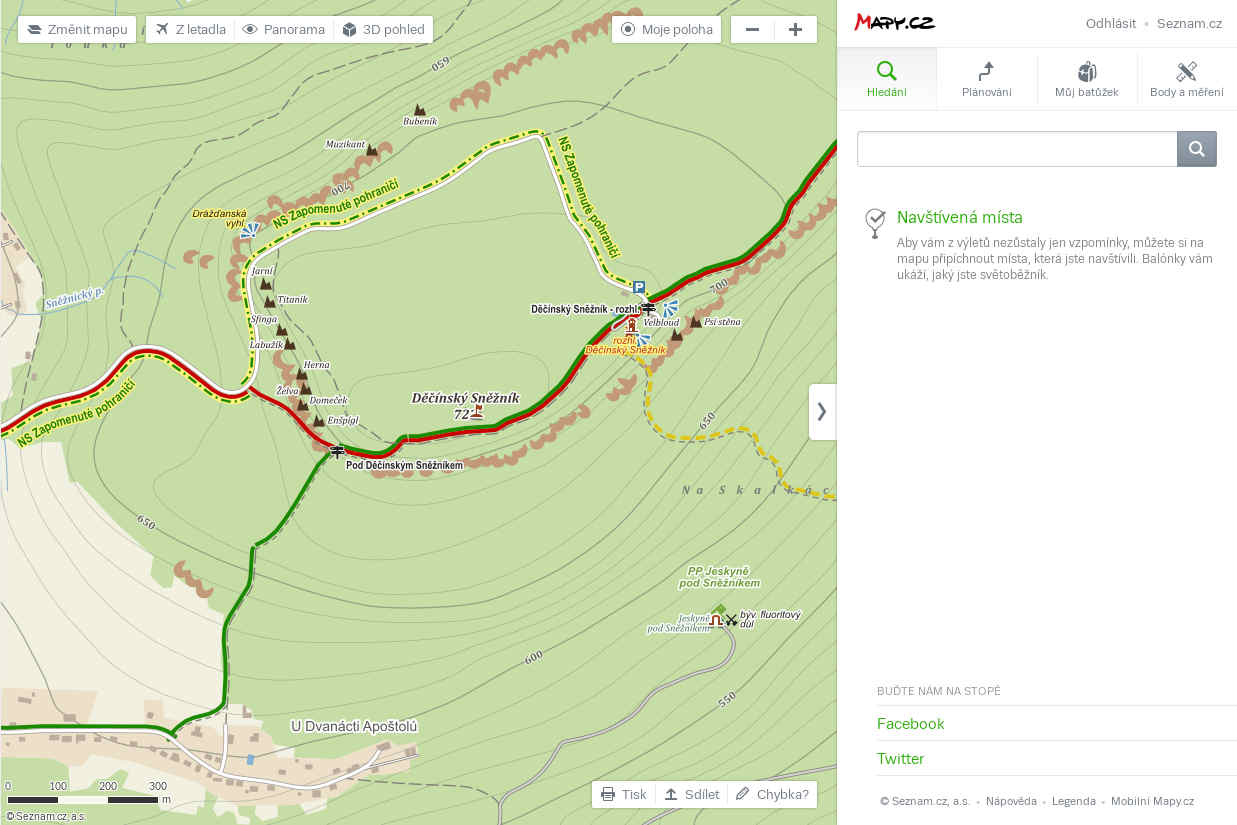 Změnit mapu
Z letadla
Panorama
3D pohled
Moje poloha
MAPY.CZ
Odhlásit
Seznam.cz
Hledání
Plánování
Můj batůžek
Body a měření
Navštívená místa
Aby vám z výletů nezůstaly jen vzpomínky, můžete si na
mapu připíchnout místa, která jste navštívili. Balónky vám
ukáží, jaký jste světoběžník.
650
Bubeník
Muzikant
700
NS Zapomenuté pohraničí
NS Zapomenuté pohraničí
Drážďanská
vyhl.
Jarní
Titanik
Sněžnický p.
Sfinga
Labužík
Děčínský Sněžník - rozhl.
700
Velbloud
Psí stěna
rozhl.
Děčínský Sněžník
Herna
Želva
Domeček
Enšpígl
NS Zapomenuté pohraničí
Děčínský Sněžník
Pod Děčínským Sněžníkem
650
Na Skalkác
650
PP Jeskyně
pod Sněžníkem
Jeskyně
pod Sněžníkem
býv. fluoritový
důl
600
550
U Dvanácti Apoštolů
0 100 200 300
m
© Seznam.cz, a.s.
Tisk
Sdílet
Chybka?
BUĎTE NÁM NA STOPĚ
Facebook
Twitter
© Seznam.cz, a.s. • Nápověda • Legenda • Mobilní Mapy.cz